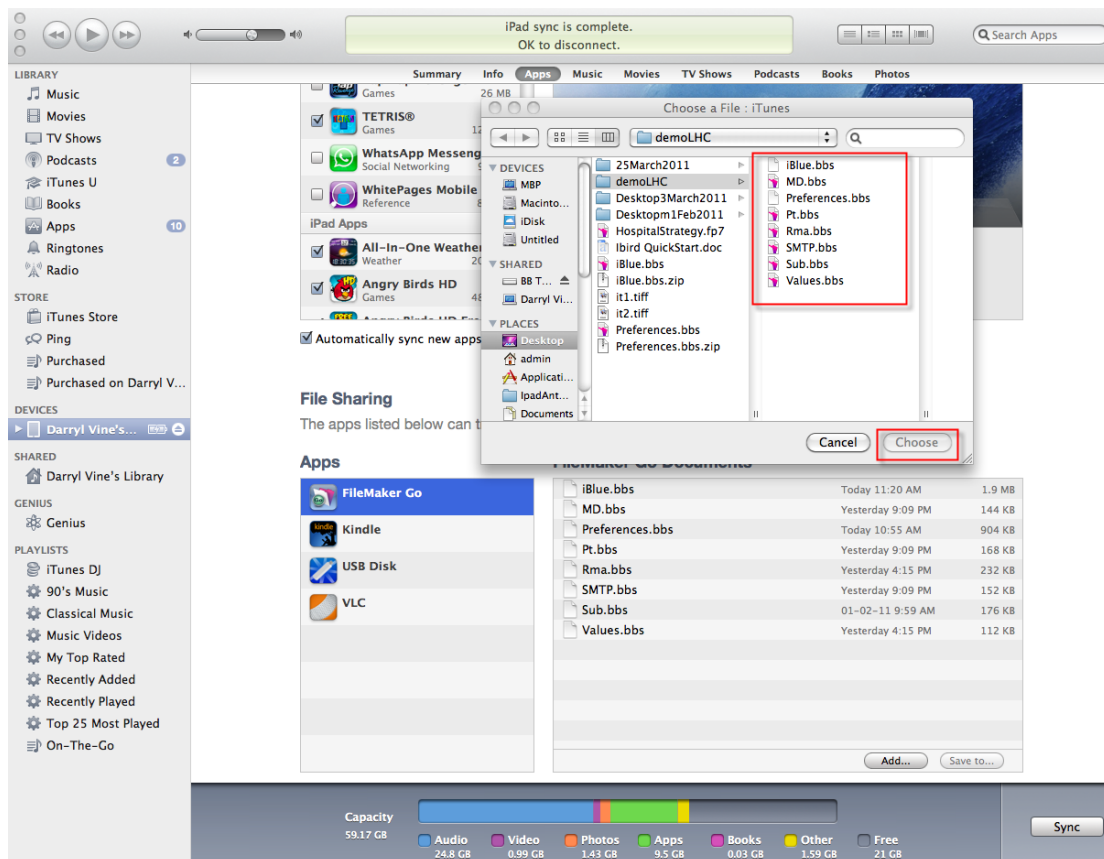 iPad sync is complete.
OK to disconnect.
Search Apps
LIBRARY
Music
Movies
TV Shows
Podcasts 2
iTunes U
Books
Apps 10
Ringtones
Radio
STORE
iTunes Store
Ping
Purchased
Purchased on Darryl V...
DEVICES
Darryl Vine's...
SHARED
Darryl Vine's Library
GENIUS
Genius
PLAYLISTS
iTunes DJ
90's Music
Classical Music
Music Videos
My Top Rated
Recently Added
Recently Played
Top 25 Most Played
On-The-Go
Summary Info Apps Music Movies TV Shows Podcasts Books Photos
Games 26 MB
TETRIS®
Games
WhatsApp Messeng
Social Networking
WhitePages Mobile
Reference
iPad Apps
All-In-One Weathe
Weather
Angry Birds HD
Games
Automatically sync new apps
Choose a File : iTunes
demoLHC
DEVICES
MBP
Macinto...
iDisk
Untitled
SHARED
BB T...
Darryl Vi...
PLACES
Desktop
admin
Applicati...
IpadAnt...
Documents
25March2011
demoLHC
Desktop3March2011
Desktopm1Feb2011
HospitalStrategy.fp7
Ibird QuickStart.doc
iBlue.bbs
iBlue.bbs.zip
it1.tiff
it2.tiff
Preferences.bbs
Preferences.bbs.zip
iBlue.bbs
MD.bbs
Preferences.bbs
Pt.bbs
Rma.bbs
SMTP.bbs
Sub.bbs
Values.bbs
Cancel Choose
File Sharing
The apps listed below can t
Apps
FileMaker Go
Kindle
USB Disk
VLC
FileMaker Go Documents
iBlue.bbs Today 11:20 AM 1.9 MB
MD.bbs Yesterday 9:09 PM 144 KB
Preferences.bbs Today 10:55 AM 904 KB
Pt.bbs Yesterday 9:09 PM 168 KB
Rma.bbs Yesterday 4:15 PM 232 KB
SMTP.bbs Yesterday 9:09 PM 152 KB
Sub.bbs 01-02-11 9:59 AM 176 KB
Values.bbs Yesterday 4:15 PM 112 KB
Add... Save to...
Capacity
59.17 GB
Audio Video Photos Apps Books Other Free
24.8 GB 0.99 GB 1.43 GB 9.5 GB 0.03 GB 1.59 GB 21 GB
Sync